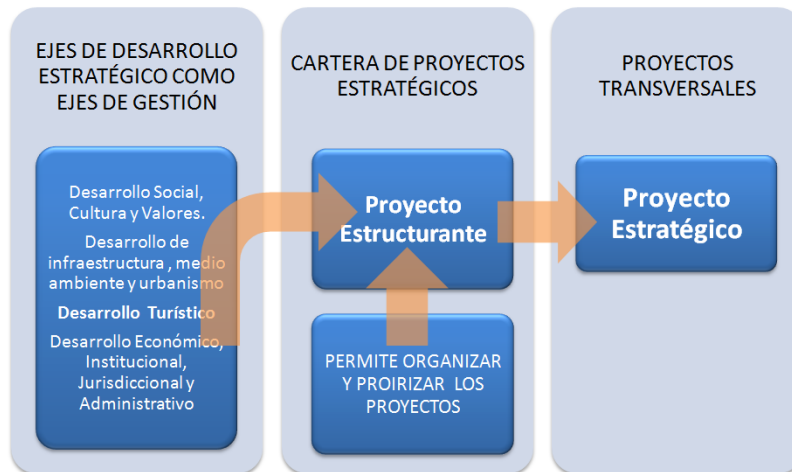 EJES DE DESARROLLO
ESTRATÉGICO COMO
EJES DE GESTIÓN
Desarrollo Social,
Cultura y Valores.
Desarrollo de
infraestructura , medio
ambiente y urbanismo
Desarrollo Turístico
Desarrollo Económico,
Institucional,
Jurisdiccional y
Administrativo
CARTERA DE PROYECTOS
ESTRATÉGICOS
Proyecto
Estructurante
PERMITE ORGANIZAR
Y PROIRIZAR LOS
PROYECTOS
PROYECTOS
TRANSVERSALES
Proyecto
Estratégico